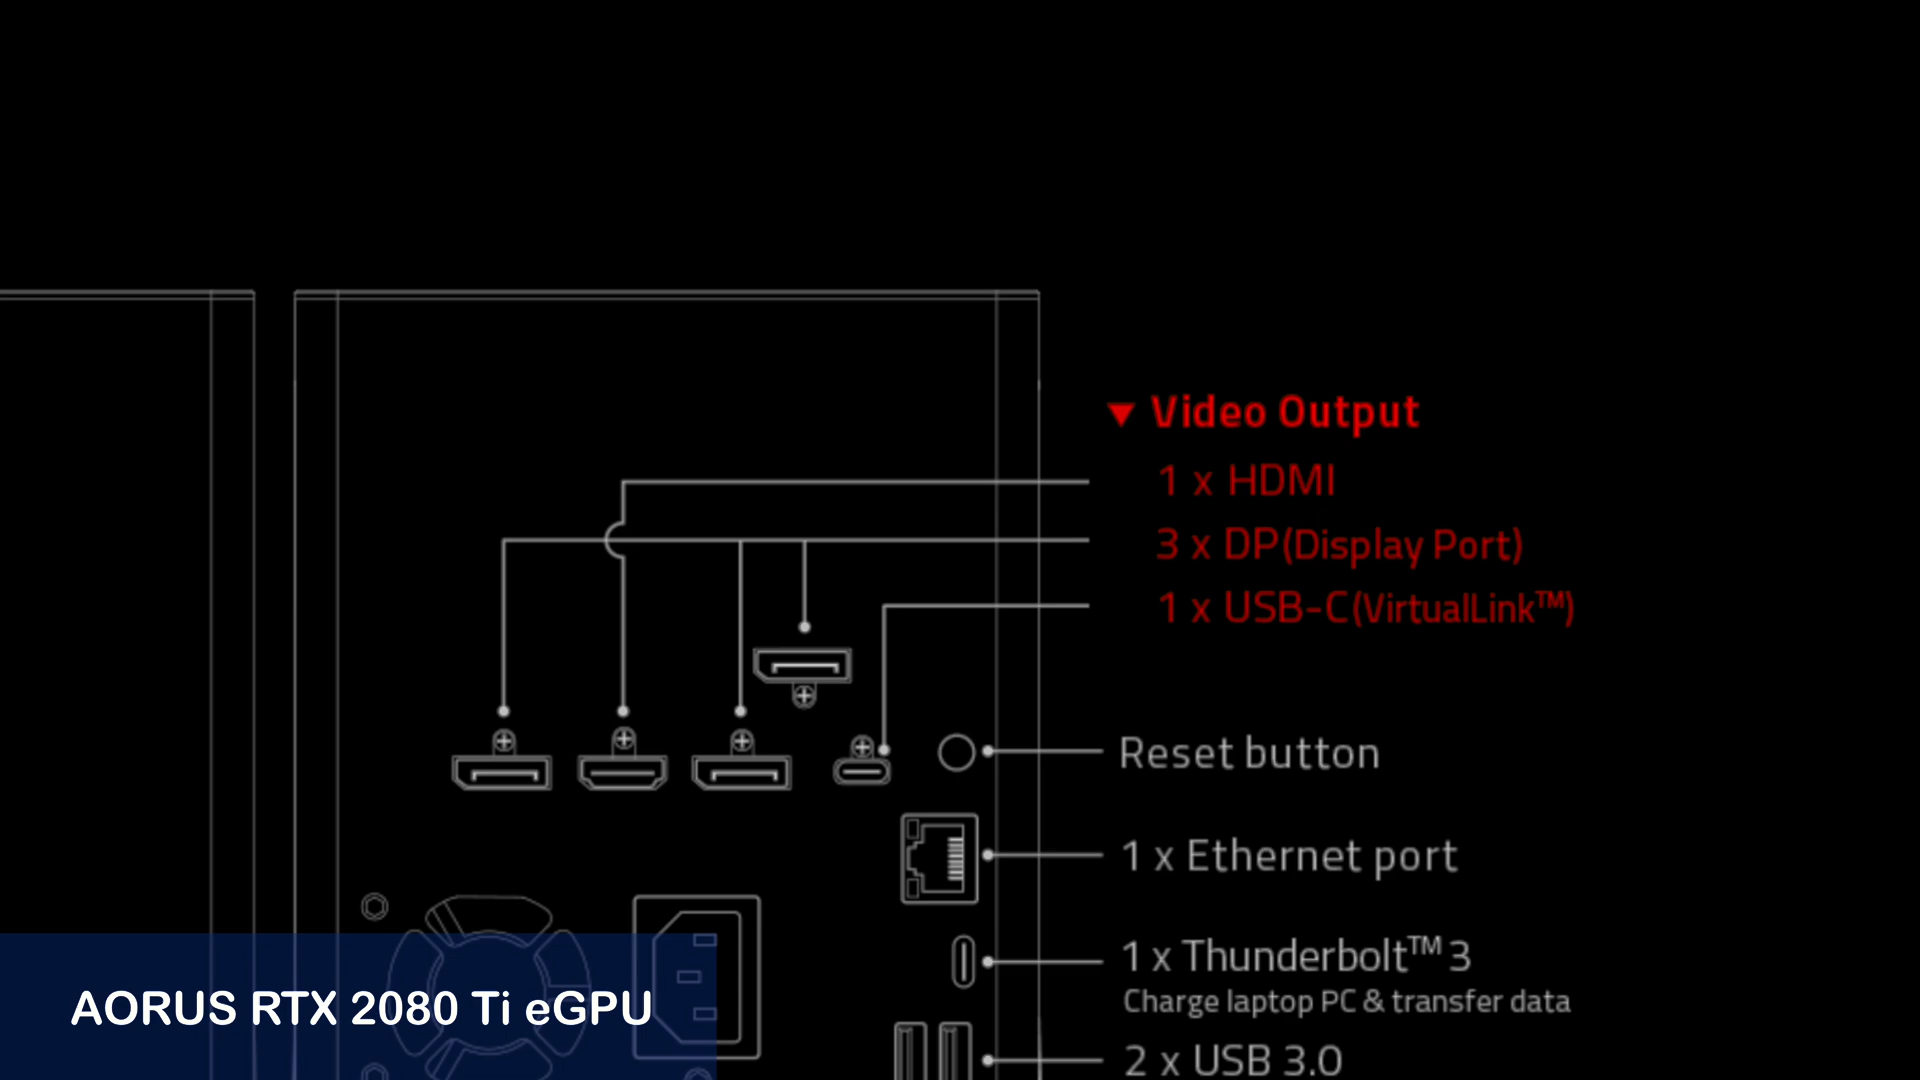 Video Output
1 x HDMI
3 x DP(Display Port)
1 x USB-C(VirtualLink™)
Reset button
1 x Ethernet port
1 x Thunderbolt™ 3
Charge laptop PC & transfer data
2 x USB 3.0
AORUS RTX 2080 Ti eGPU